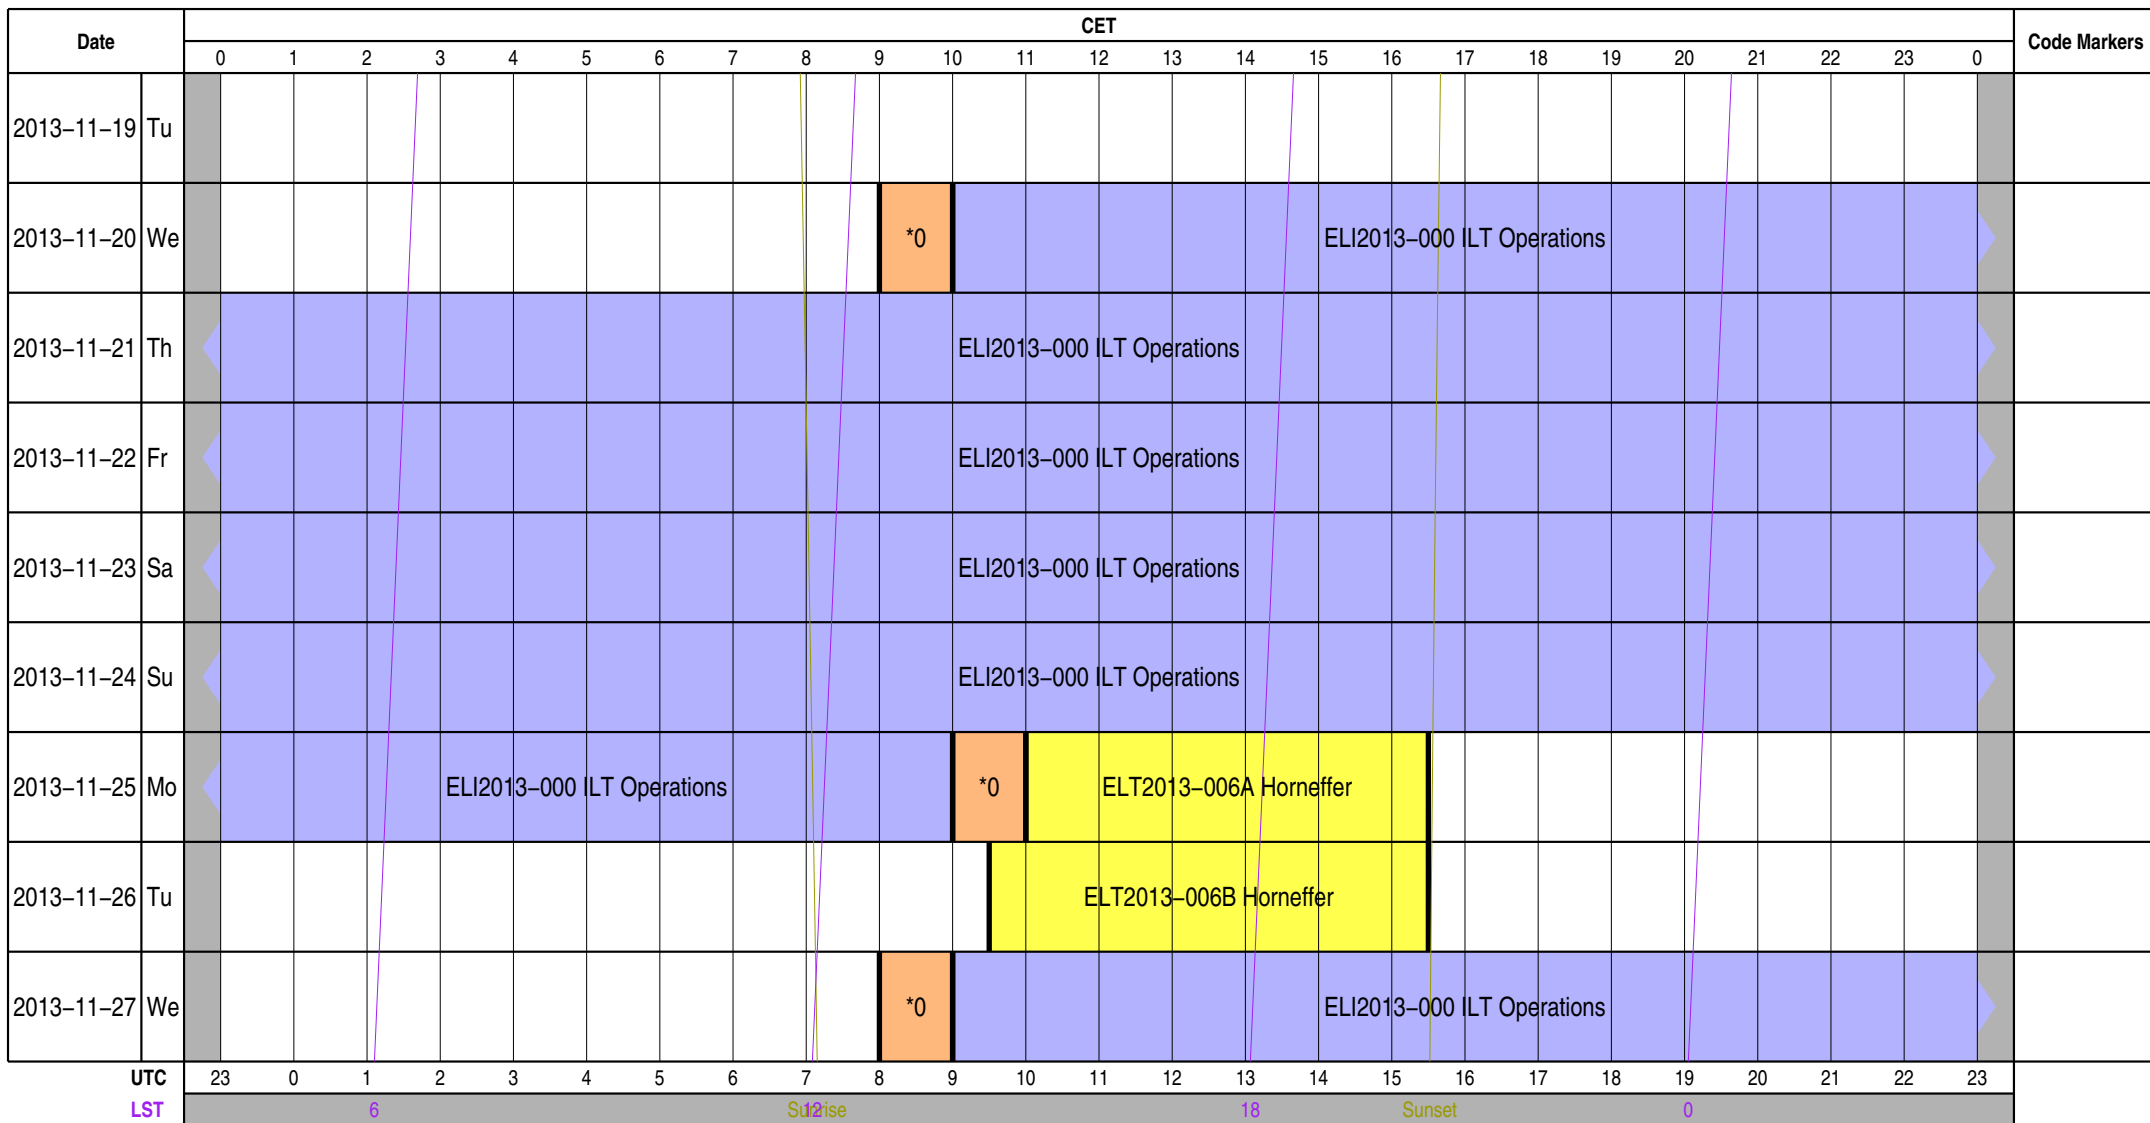 Date CET Code Markers
0 1 2 3 4 5 6 7 8 9 10 11 12 13 14 15 16 17 18 19 20 21 22 23 0
2013−11−19 Tu
2013−11−20 We *0 ELI2013−000 ILT Operations
2013−11−21 Th ELI2013−000 ILT Operations
2013−11−22 Fr ELI2013−000 ILT Operations
2013−11−23 Sa ELI2013−000 ILT Operations
2013−11−24 Su ELI2013−000 ILT Operations
2013−11−25 Mo ELI2013−000 ILT Operations *0 ELT2013−006A Horneffer
2013−11−26 Tu ELT2013−006B Horneffer
2013−11−27 We *0 ELI2013−000 ILT Operations
UTC 23 0 1 2 3 4 5 6 7 8 9 10 11 12 13 14 15 16 17 18 19 20 21 22 23
LST 6 Sunrise 12 18 Sunset 0